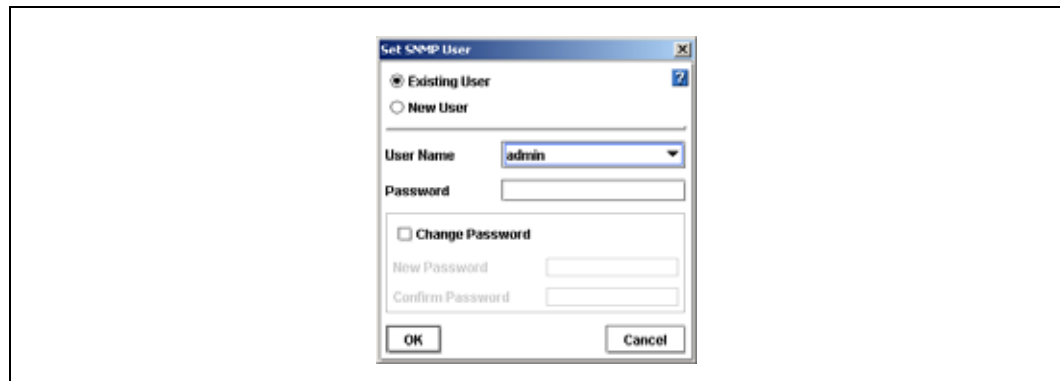 Set SNMP User
?
Existing User
New User
User Name admin
Password
Change Password
New Password
Confirm Password
OK Cancel